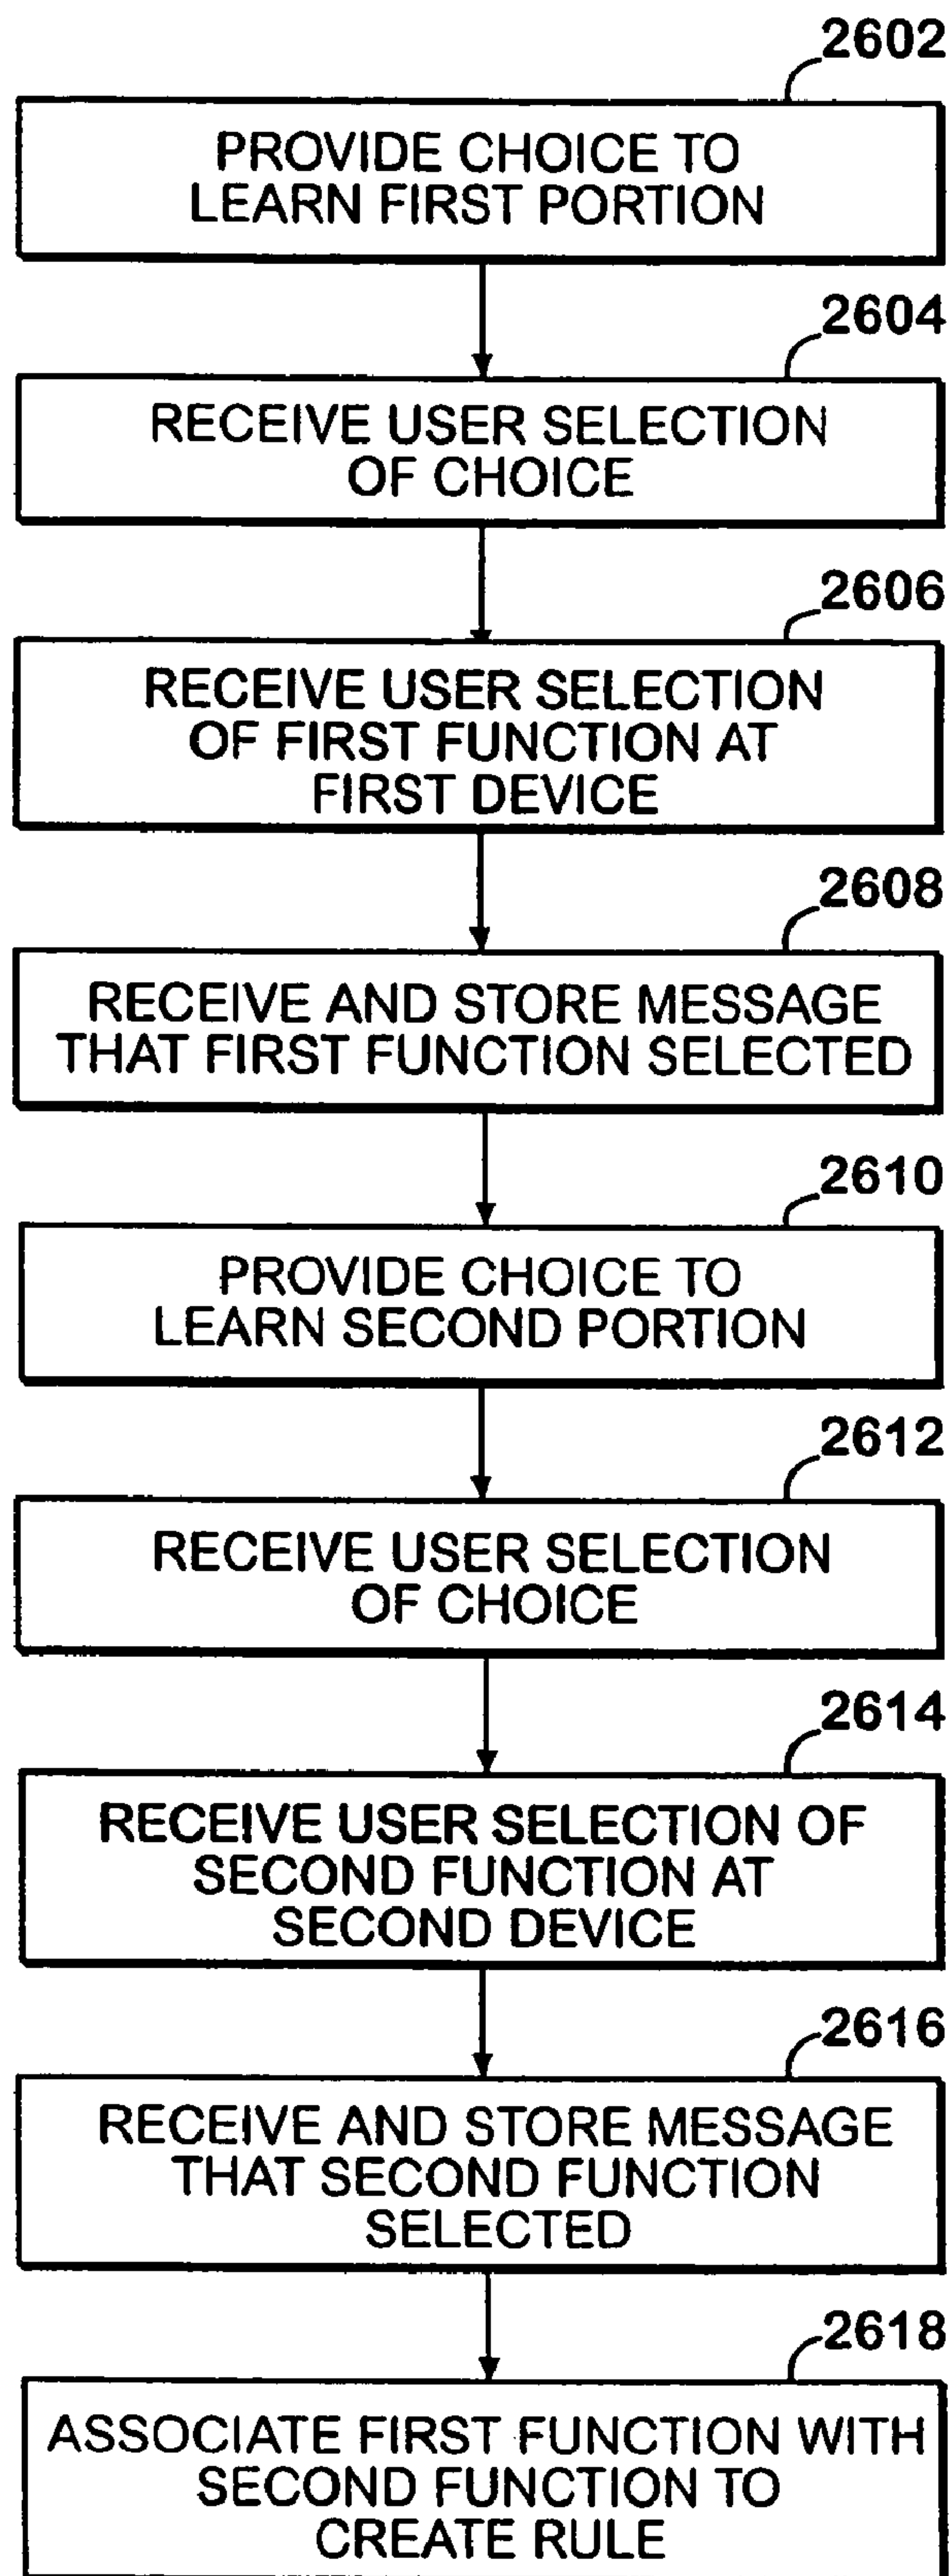 2602
PROVIDE CHOICE TO
LEARN FIRST PORTION
2604
RECEIVE USER SELECTION
OF CHOICE
2606
RECEIVE USER SELECTION
OF FIRST FUNCTION AT
FIRST DEVICE
2608
RECEIVE AND STORE MESSAGE
THAT FIRST FUNCTION SELECTED
2610
PROVIDE CHOICE TO
LEARN SECOND PORTION
2612
RECEIVE USER SELECTION
OF CHOICE
2614
RECEIVE USER SELECTION OF
SECOND FUNCTION AT
SECOND DEVICE
2616
RECEIVE AND STORE MESSAGE
THAT SECOND FUNCTION
SELECTED
2618
ASSOCIATE FIRST FUNCTION WITH
SECOND FUNCTION TO
CREATE RULE